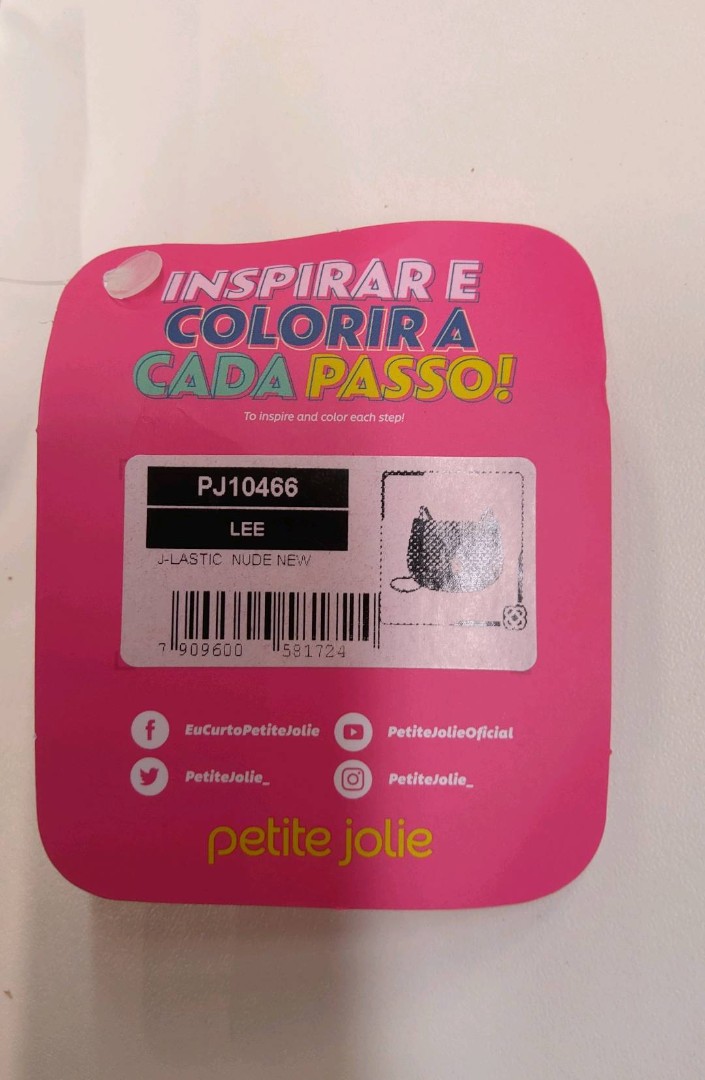 INSPIRAR E
COLORIR A
CADA PASSO!
To inspire and color each step!
PJ10466
LEE
J-LASTIC NUDE NEW
7 909600 581724
EuCurtoPetiteJolie
PetiteJolieOficial
PetiteJolie_
PetiteJolie_
petite jolie